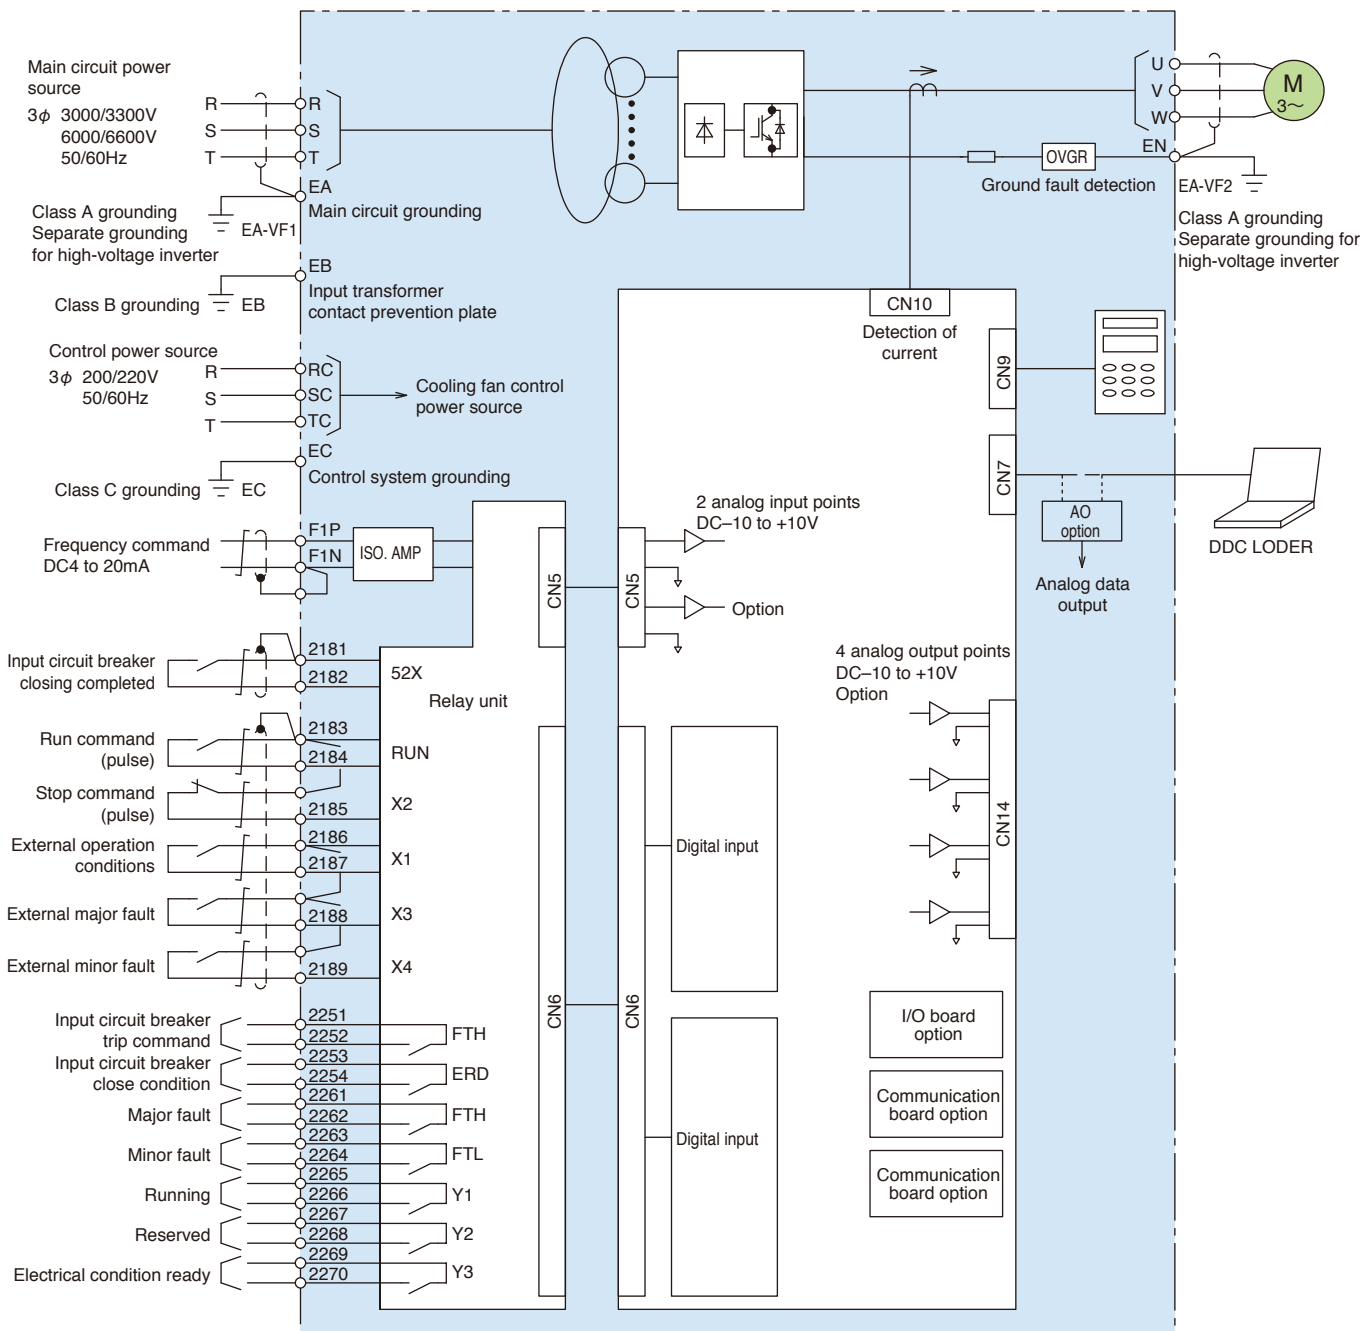 Main circuit power
source
3ϕ 3000/3300V
6000/6600V
50/60Hz
R
S
T
R
S
T
EA
Main circuit grounding
Class A grounding
Separate grounding
for high-voltage inverter
EA-VF1
EB
Input transformer
contact prevention plate
Class B grounding
EB
Control power source
3ϕ 200/220V
50/60Hz
R
S
T
RC
SC
TC
Cooling fan control
power source
EC
Control system grounding
Class C grounding
EC
U
V
W
M
3~
EN
OVGR
Ground fault detection
EA-VF2
Class A grounding
Separate grounding for
high-voltage inverter
CN10
Detection of
current
CN9
CN7
AO
option
Analog data
output
DDC LODER
Frequency command
DC4 to 20mA
F1P
F1N
ISO. AMP
CN5
CN5
2 analog input points
DC–10 to +10V
Option
4 analog output points
DC–10 to +10V
Option
CN14
Input circuit breaker
closing completed
2181
2182
52X
Relay unit
Run command
(pulse)
2183
2184
RUN
Stop command
(pulse)
2185
X2
External operation
conditions
2186
2187
X1
External major fault
2188
X3
External minor fault
2189
X4
CN6
CN6
Digital input
Digital input
I/O board
option
Communication
board option
Communication
board option
Input circuit breaker
trip command
2251
2252
FTH
Input circuit breaker
close condition
2253
2254
ERD
Major fault
2261
2262
FTH
Minor fault
2263
2264
FTL
Running
2265
2266
Y1
Reserved
2267
2268
Y2
Electrical condition ready
2269
2270
Y3